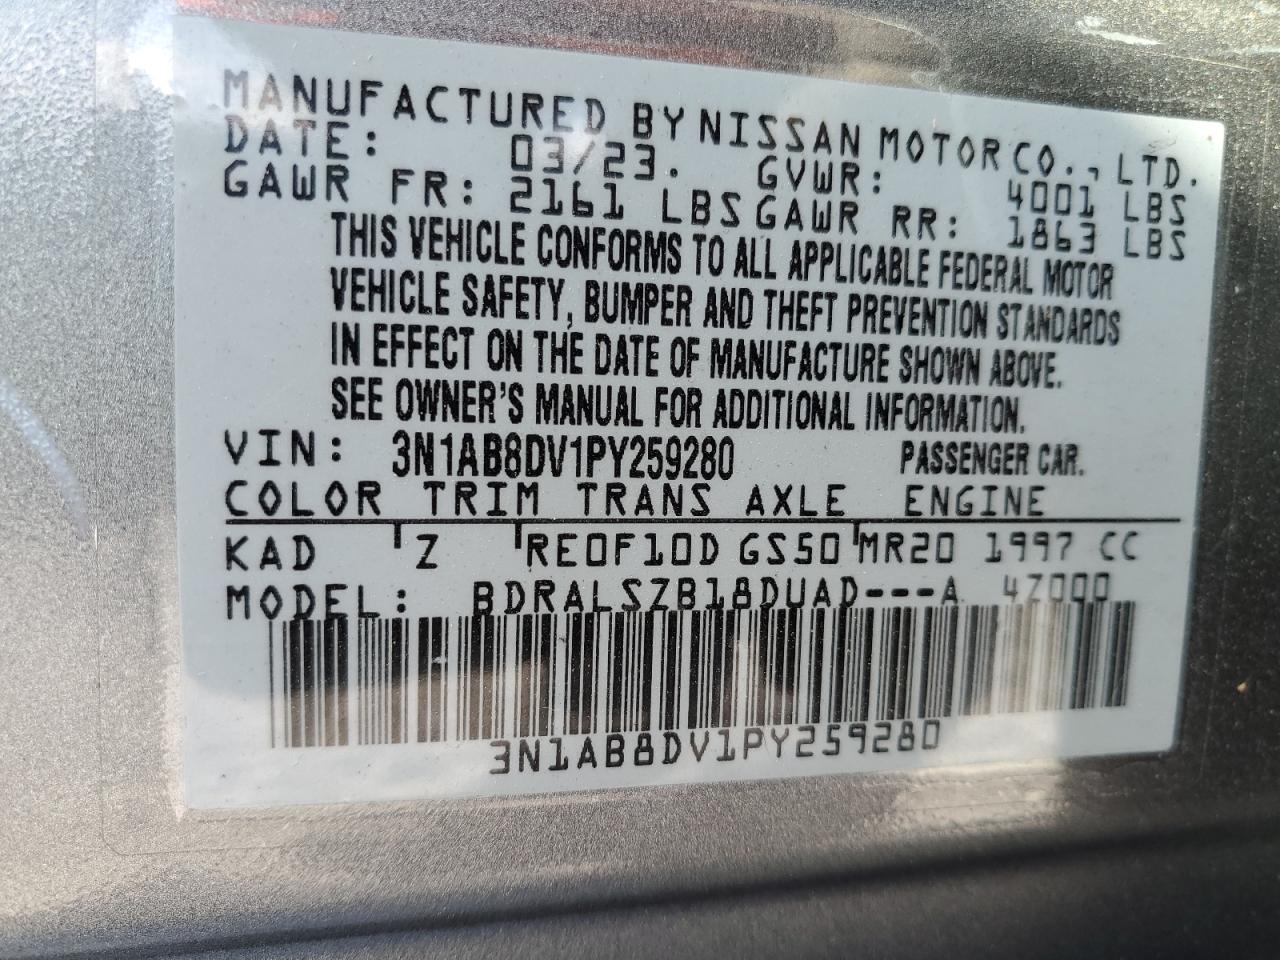 MANUFACTURED BY NISSAN MOTOR CO., LTD.
DATE: 03/23. GVWR: 4001 LBS
GAWR FR: 2161 LBS GAWR RR: 1863 LBS
THIS VEHICLE CONFORMS TO ALL APPLICABLE FEDERAL MOTOR
VEHICLE SAFETY, BUMPER AND THEFT PREVENTION STANDARDS
IN EFFECT ON THE DATE OF MANUFACTURE SHOWN ABOVE.
SEE OWNER'S MANUAL FOR ADDITIONAL INFORMATION.
VIN: 3N1AB8DV1PY259280 PASSENGER CAR.
COLOR TRIM TRANS AXLE ENGINE
KAD Z RE0F10D GS50 MR20 1997 CC
MODEL: BDRALSZB18DUAD---A 4Z000
3N1AB8DV1PY259280